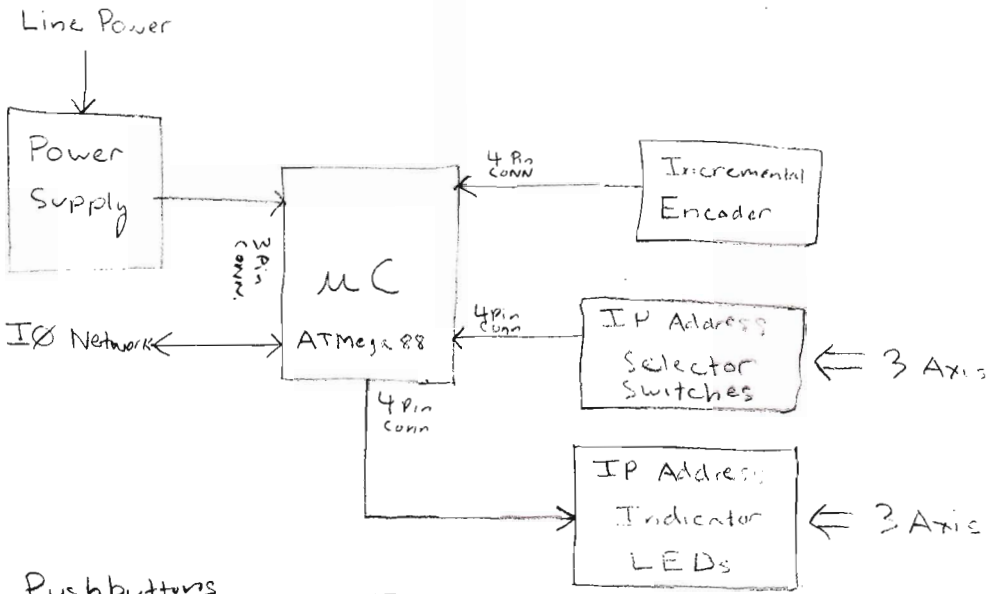 Line Power
Power
Supply
3 Pin
CONN.
μC
ATMega 88
IØ Network
4 Pin
CONN
Incremental
Encoder
4 Pin
Conn
IP Address
Selector
Switches
3 Axis
4 Pin
Conn
IP Address
Indicator
LEDs
3 Axis
Pushbuttons